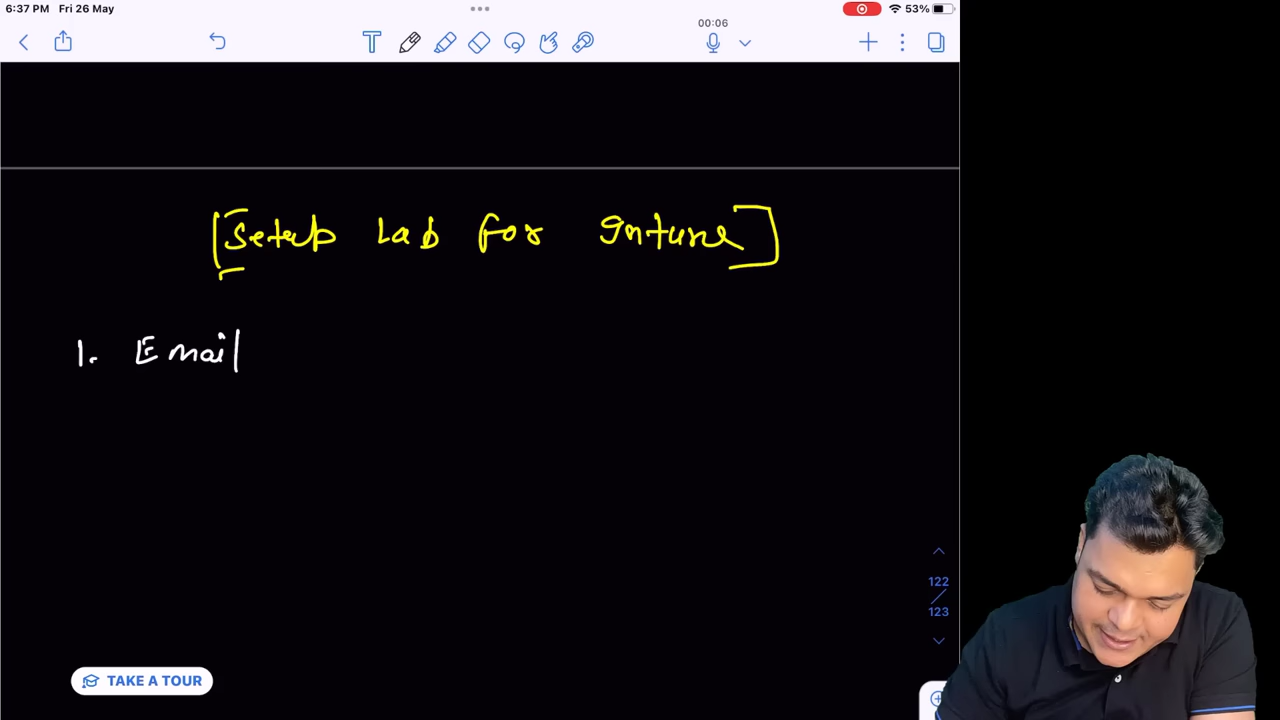 6:37 PM Fri 26 May
53%
00:06
[Setup Lab for Intune]
1. Email
122
123
TAKE A TOUR